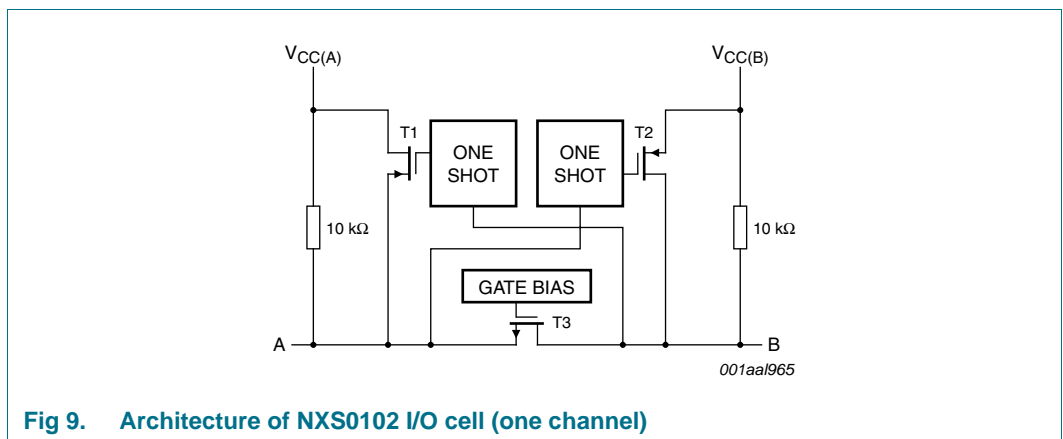 VCC(A)
VCC(B)
T1
ONE
SHOT
ONE
SHOT
T2
10 kΩ
10 kΩ
GATE BIAS
T3
A
B
001aal965
Fig 9. Architecture of NXS0102 I/O cell (one channel)